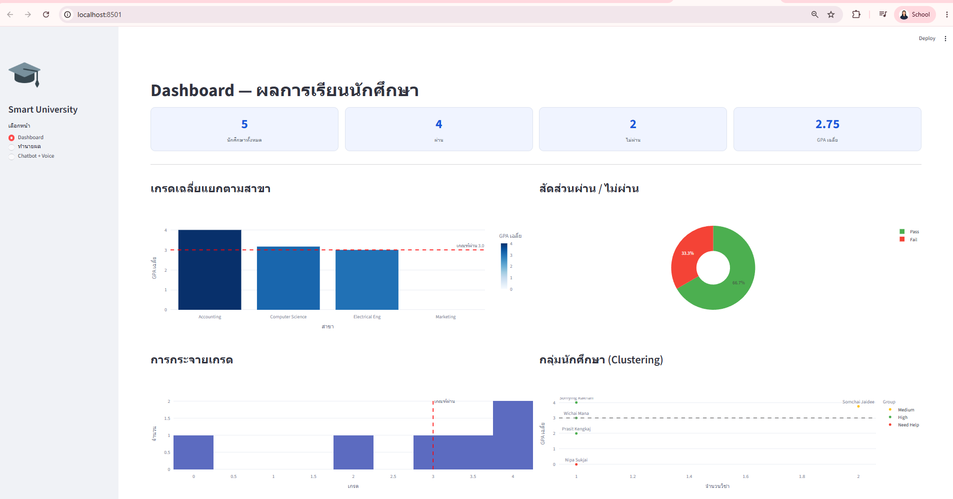 localhost:8501
School
Deploy
Smart University
เลือกหน้า
Dashboard
ทำนายผล
Chatbot + Voice
Dashboard — ผลการเรียนนักศึกษา
5
นักศึกษาทั้งหมด
4
ผ่าน
2
ไม่ผ่าน
2.75
GPA เฉลี่ย
เกรดเฉลี่ยแยกตามสาขา
GPA เฉลี่ย
4
3
2
1
0
เกณฑ์ผ่าน 3.0
Accounting
Computer Science
Electrical Eng
Marketing
สาขา
GPA เฉลี่ย
4
3
2
1
0
สัดส่วนผ่าน / ไม่ผ่าน
33.3%
66.7%
Pass
Fail
การกระจายเกรด
จำนวน
2
1.5
1
0.5
0
เกณฑ์ผ่าน
0
0.5
1
1.5
2
2.5
3
3.5
4
เกรด
กลุ่มนักศึกษา (Clustering)
GPA เฉลี่ย
4
3
2
1
0
Wichai Mana
Prasit Kengkaj
Niya Sukjai
Somchai Jaidee
1
1.2
1.4
1.6
1.8
2
จำนวนวิชา
Group
Medium
High
Need Help